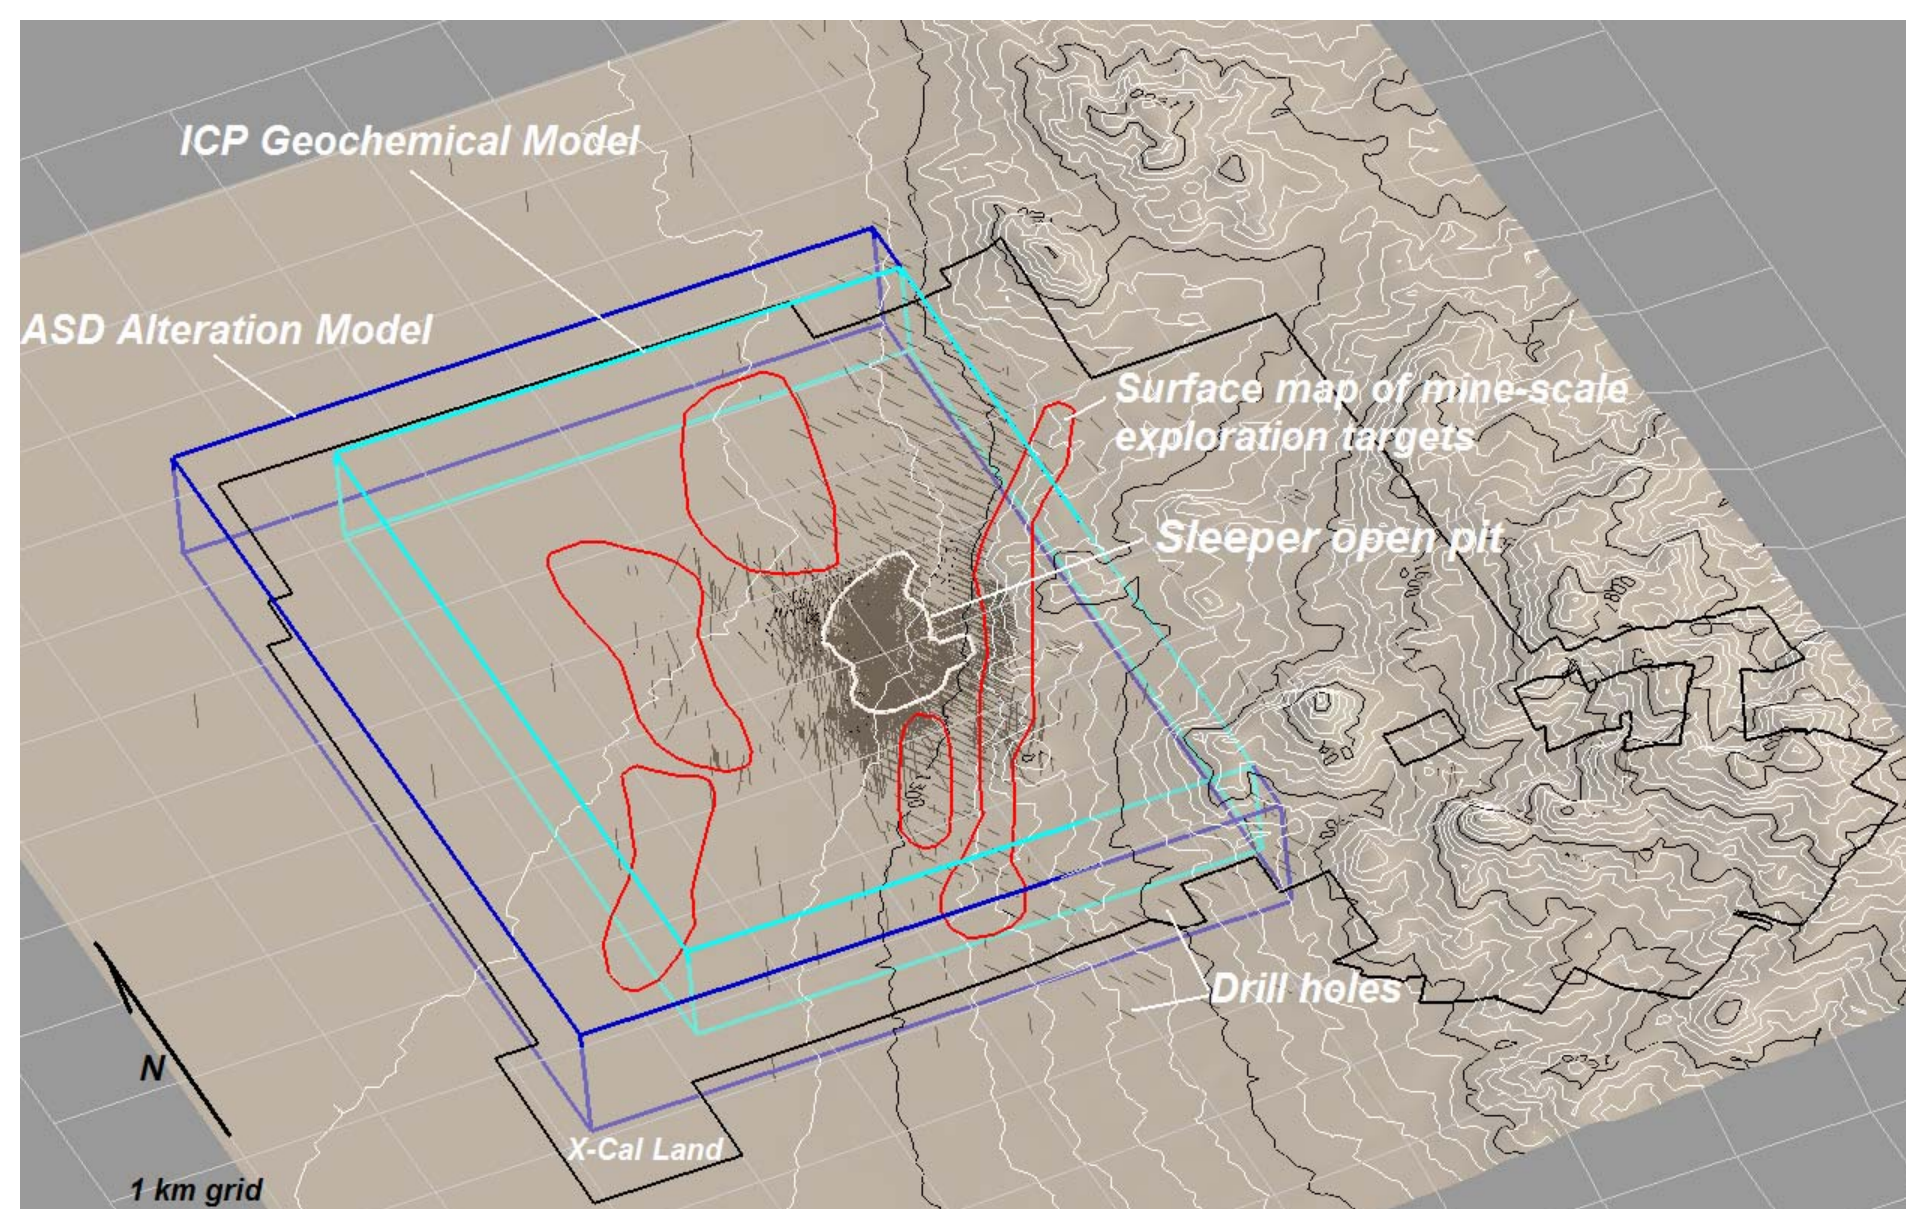 ICP Geochemical Model
ASD Alteration Model
Surface map of mine-scale
exploration targets
Sleeper open pit
1300
Drill holes
N
X-Cal Land
1 km grid